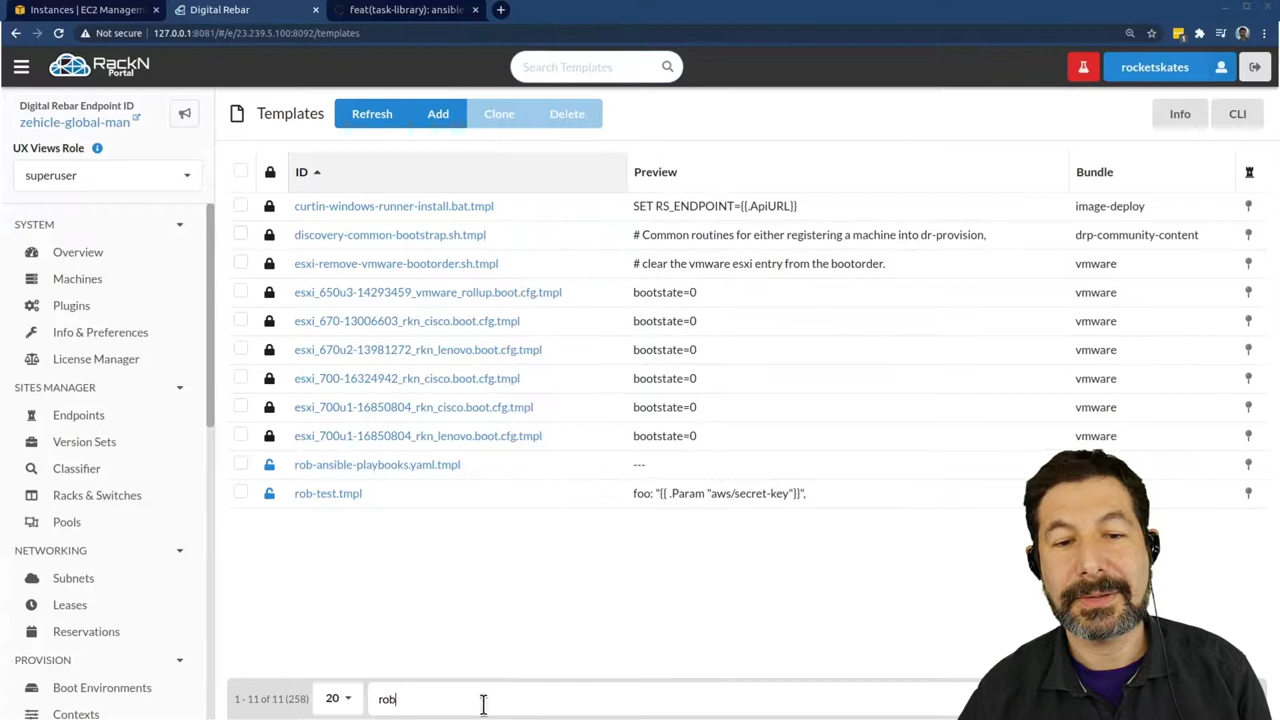 Instances | EC2 Managem
Digital Rebar
feat(task-library): ansible
Not secure
127.0.0.1:8081/#/e/23.239.5.100:8092/templates
RackN
Portal
Search Templates
rocketskates
Digital Rebar Endpoint ID
zehicle-global-man
UX Views Role
superuser
SYSTEM
Overview
Machines
Plugins
Info & Preferences
License Manager
SITES MANAGER
Endpoints
Version Sets
Classifier
Racks & Switches
Pools
NETWORKING
Subnets
Leases
Reservations
PROVISION
Boot Environments
Contexts
Templates
Refresh
Add
Clone
Delete
Info
CLI
ID
Preview
Bundle
curtin-windows-runner-install.bat.tmpl SET RS_ENDPOINT={{.ApiURL}} image-deploy
discovery-common-bootstrap.sh.tmpl # Common routines for either registering a machine into dr-provision, drp-community-content
esxi-remove-vmware-bootorder.sh.tmpl # clear the vmware esxi entry from the bootorder. vmware
esxi_650u3-14293459_vmware_rollup.boot.cfg.tmpl bootstate=0 vmware
esxi_670-13006603_rkn_cisco.boot.cfg.tmpl bootstate=0 vmware
esxi_670u2-13981272_rkn_lenovo.boot.cfg.tmpl bootstate=0 vmware
esxi_700-16324942_rkn_cisco.boot.cfg.tmpl bootstate=0 vmware
esxi_700u1-16850804_rkn_cisco.boot.cfg.tmpl bootstate=0 vmware
esxi_700u1-16850804_rkn_lenovo.boot.cfg.tmpl bootstate=0 vmware
rob-ansible-playbooks.yaml.tmpl ---
rob-test.tmpl foo: "{{ .Param "aws/secret-key"}}",
1 - 11 of 11 (258)
20
rob